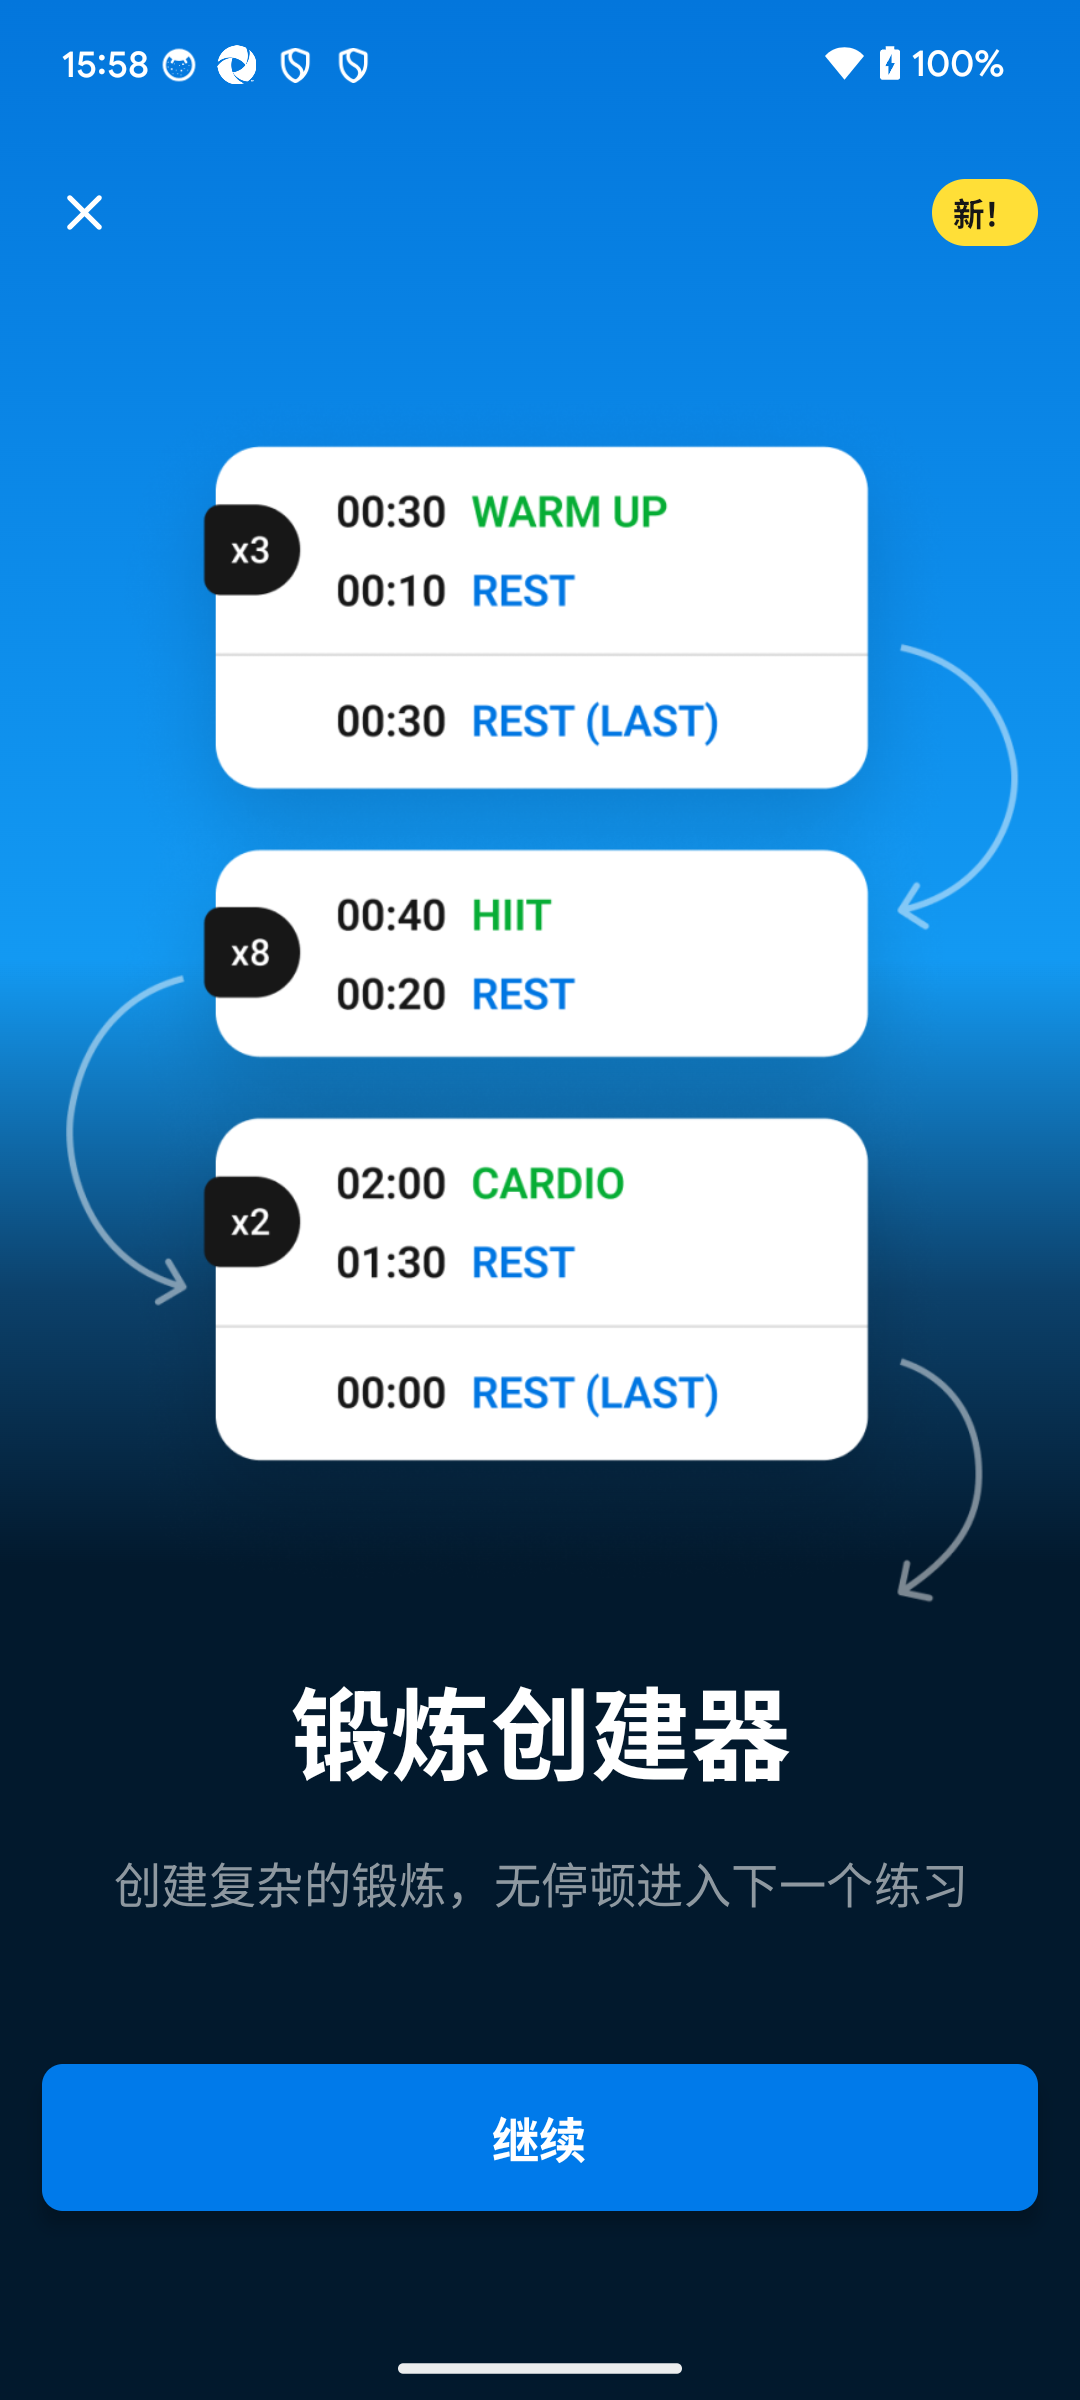 15:58 100%
新！
00:30 WARM UP
x3
00:10 REST
00:30 REST (LAST)
00:40 HIIT
x8
00:20 REST
02:00 CARDIO
x2
01:30 REST
00:00 REST (LAST)
锻炼创建器
创建复杂的锻炼，无停顿进入下一个练习
继续